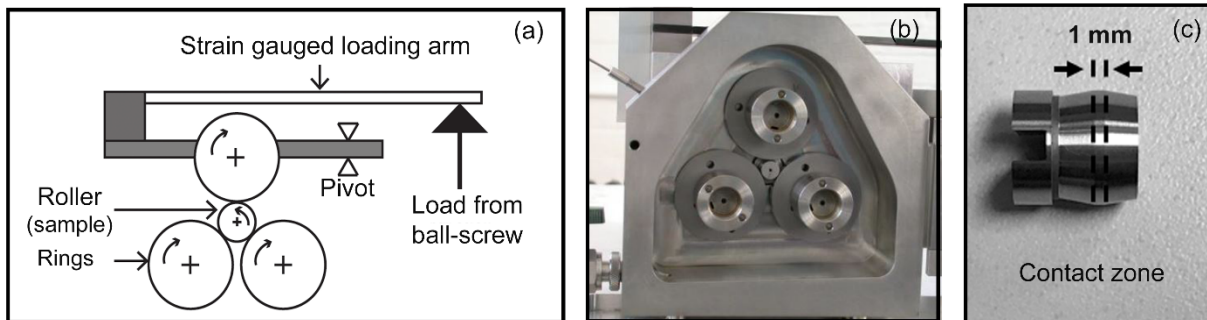 (a)
Strain gauged loading arm
Pivot
Roller
(sample)
Rings
Load from
ball-screw
(b)
(c)
1 mm
Contact zone